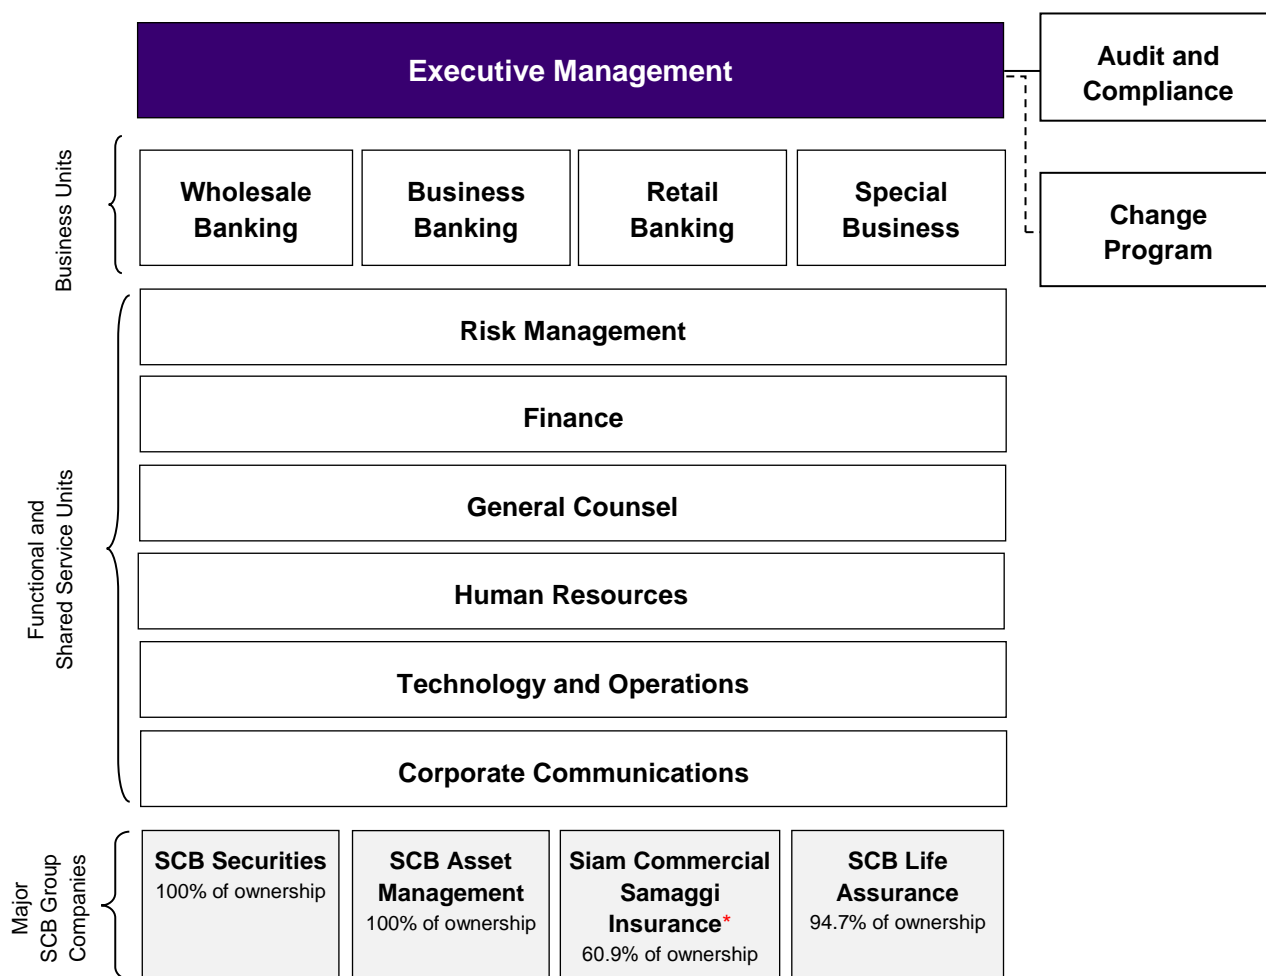 Executive Management
Audit and
Compliance
Change
Program
Business Units
Wholesale
Banking
Business
Banking
Retail
Banking
Special
Business
Functional and
Shared Service Units
Risk Management
Finance
General Counsel
Human Resources
Technology and Operations
Corporate Communications
Major
SCB Group
Companies
SCB Securities
100% of ownership
SCB Asset
Management
100% of ownership
Siam Commercial
Samaggi
Insurance*
60.9% of ownership
SCB Life
Assurance
94.7% of ownership